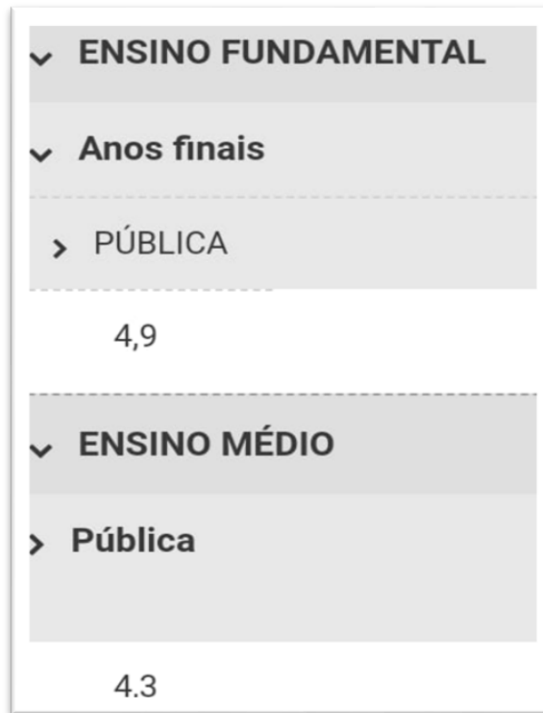 ENSINO FUNDAMENTAL
Anos finais
PÚBLICA
4,9
ENSINO MÉDIO
Pública
4.3